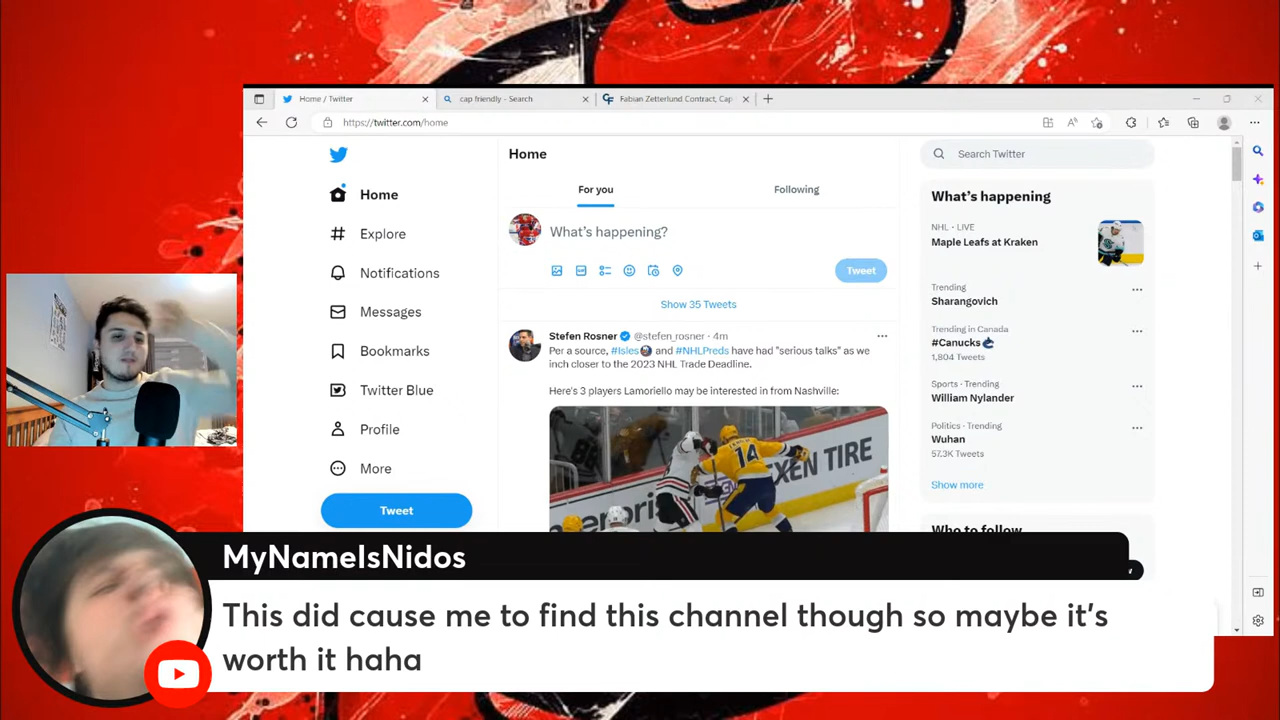 Home / Twitter
cap friendly - Search
Fabian Zetterlund Contract, Cap
https://twitter.com/home
Home
Explore
Notifications
Messages
Bookmarks
Twitter Blue
Profile
More
Tweet
Home
For you
Following
What's happening?
GIF
Tweet
Show 35 Tweets
Stefen Rosner @stefen_rosner · 4m
Per a source, #Isles and #NHLPreds have had "serious talks" as we
inch closer to the 2023 NHL Trade Deadline.
Here's 3 players Lamoriello may be interested in from Nashville:
14
EXEN TIRE
Search Twitter
What's happening
NHL · LIVE
Maple Leafs at Kraken
Trending
Sharangovich
Trending in Canada
#Canucks
1,804 Tweets
Sports · Trending
William Nylander
Politics · Trending
Wuhan
57.3K Tweets
Show more
Who to follow
MyNameIsNidos
This did cause me to find this channel though so maybe it's
worth it haha